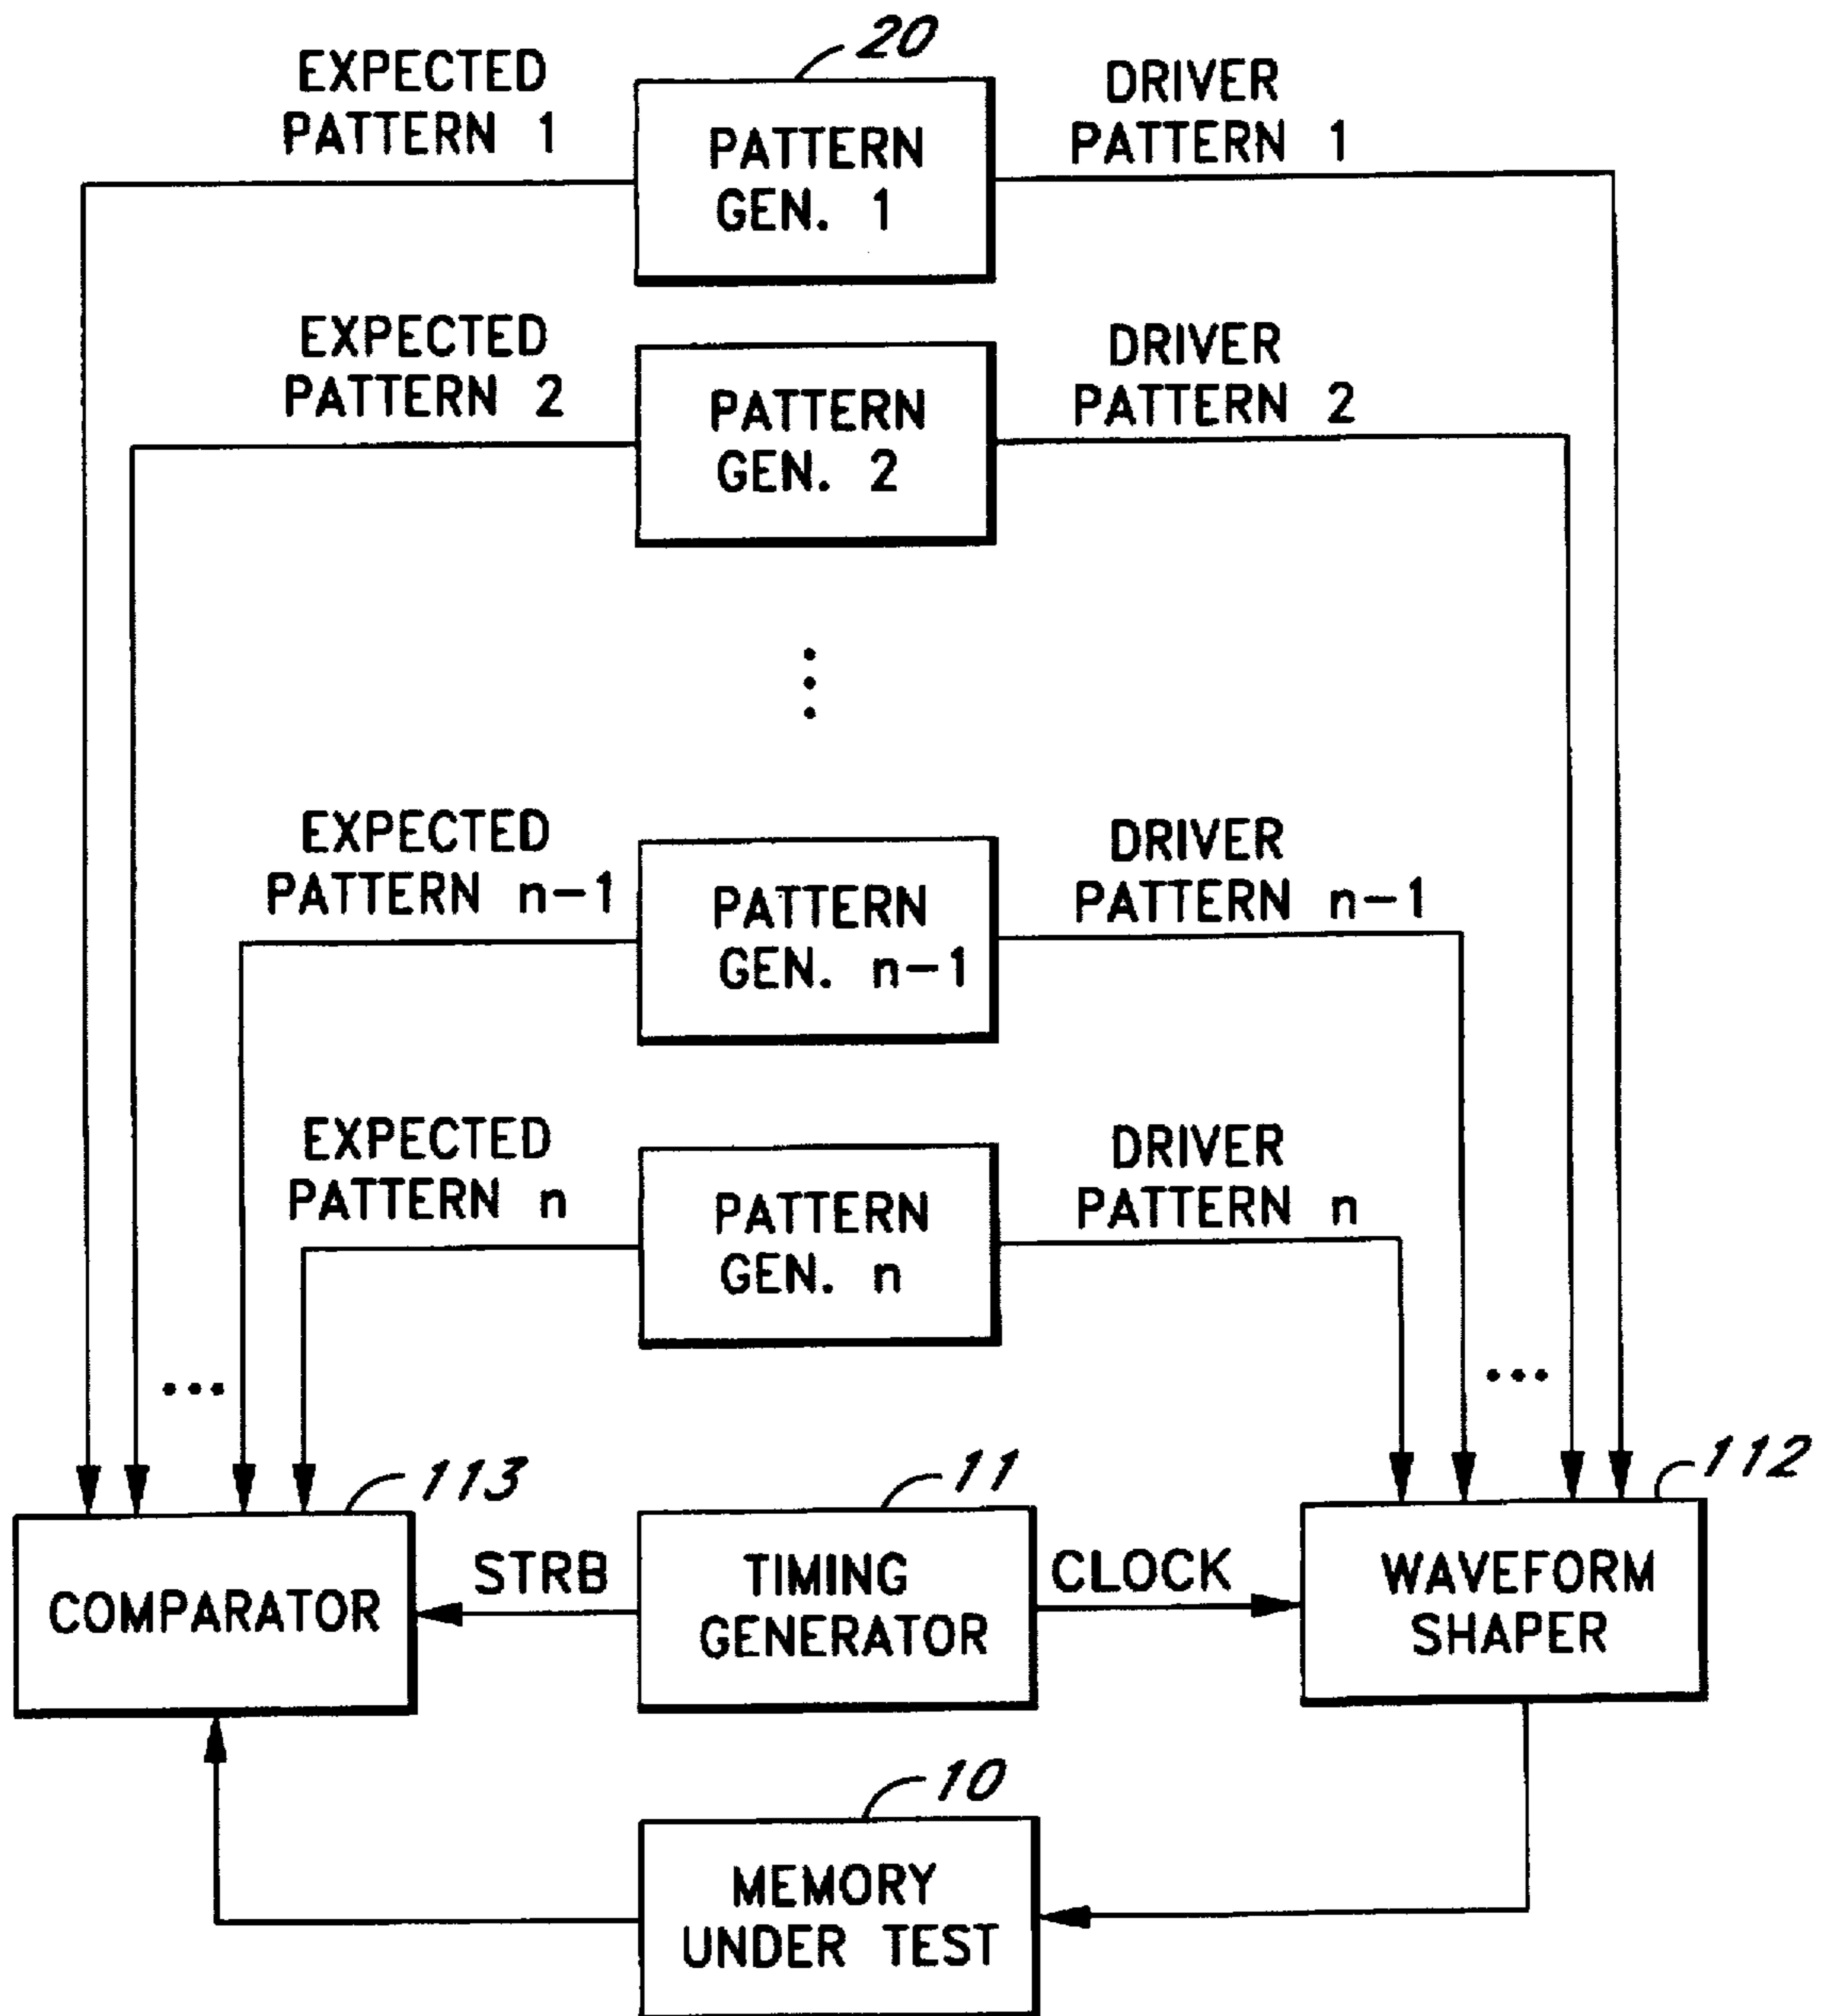 20
EXPECTED
PATTERN 1
PATTERN
GEN. 1
DRIVER
PATTERN 1
EXPECTED
PATTERN 2
PATTERN
GEN. 2
DRIVER
PATTERN 2
EXPECTED
PATTERN n-1
PATTERN
GEN. n-1
DRIVER
PATTERN n-1
EXPECTED
PATTERN n
PATTERN
GEN. n
DRIVER
PATTERN n
113
11
112
COMPARATOR
STRB
TIMING
GENERATOR
CLOCK
WAVEFORM
SHAPER
10
MEMORY
UNDER TEST